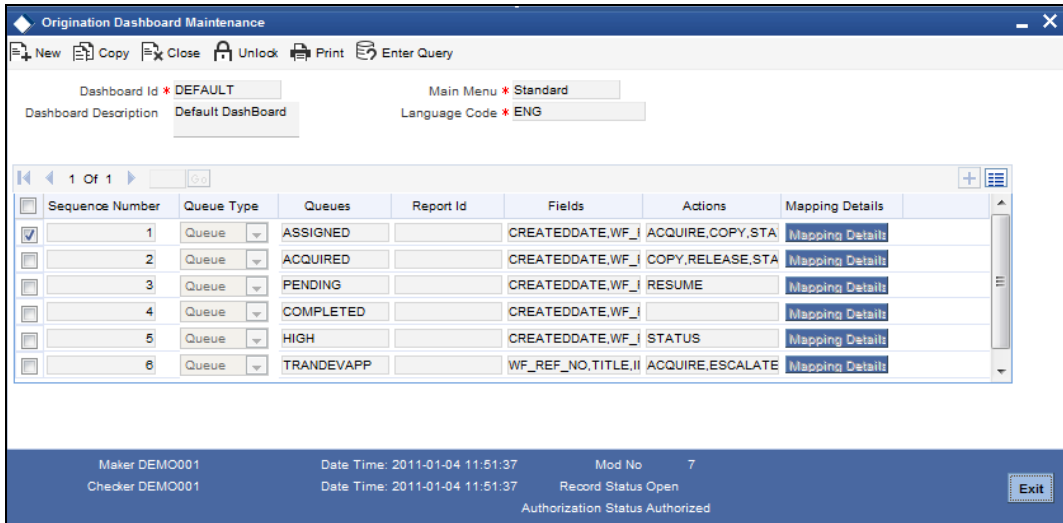 Origination Dashboard Maintenance
New Copy Close Unlock Print Enter Query
Dashboard Id * DEFAULT Main Menu * Standard
Dashboard Description Default DashBoard Language Code * ENG
1 Of 1 Go
Sequence Number Queue Type Queues Report Id Fields Actions Mapping Details
1 Queue ASSIGNED CREATEDDATE,WF_ ACQUIRE,COPY,STA Mapping Details
2 Queue ACQUIRED CREATEDDATE,WF_ COPY,RELEASE,STA Mapping Details
3 Queue PENDING CREATEDDATE,WF_ RESUME Mapping Details
4 Queue COMPLETED CREATEDDATE,WF_ Mapping Details
5 Queue HIGH CREATEDDATE,WF_ STATUS Mapping Details
6 Queue TRANDEVAPP WF_REF_NO,TITLE, ACQUIRE,ESCALATE Mapping Details
Maker DEMO001 Date Time: 2011-01-04 11:51:37 Mod No 7
Checker DEMO001 Date Time: 2011-01-04 11:51:37 Record Status Open
Authorization Status Authorized
Exit